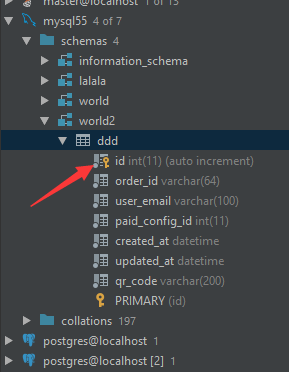 master@localhost 1 of 13
mysql55 4 of 7
schemas 4
information_schema
lalala
world
world2
ddd
id int(11) (auto increment)
order_id varchar(64)
user_email varchar(100)
paid_config_id int(11)
created_at datetime
updated_at datetime
qr_code varchar(200)
PRIMARY (id)
collations 197
postgres@localhost 1
postgres@localhost [2] 1